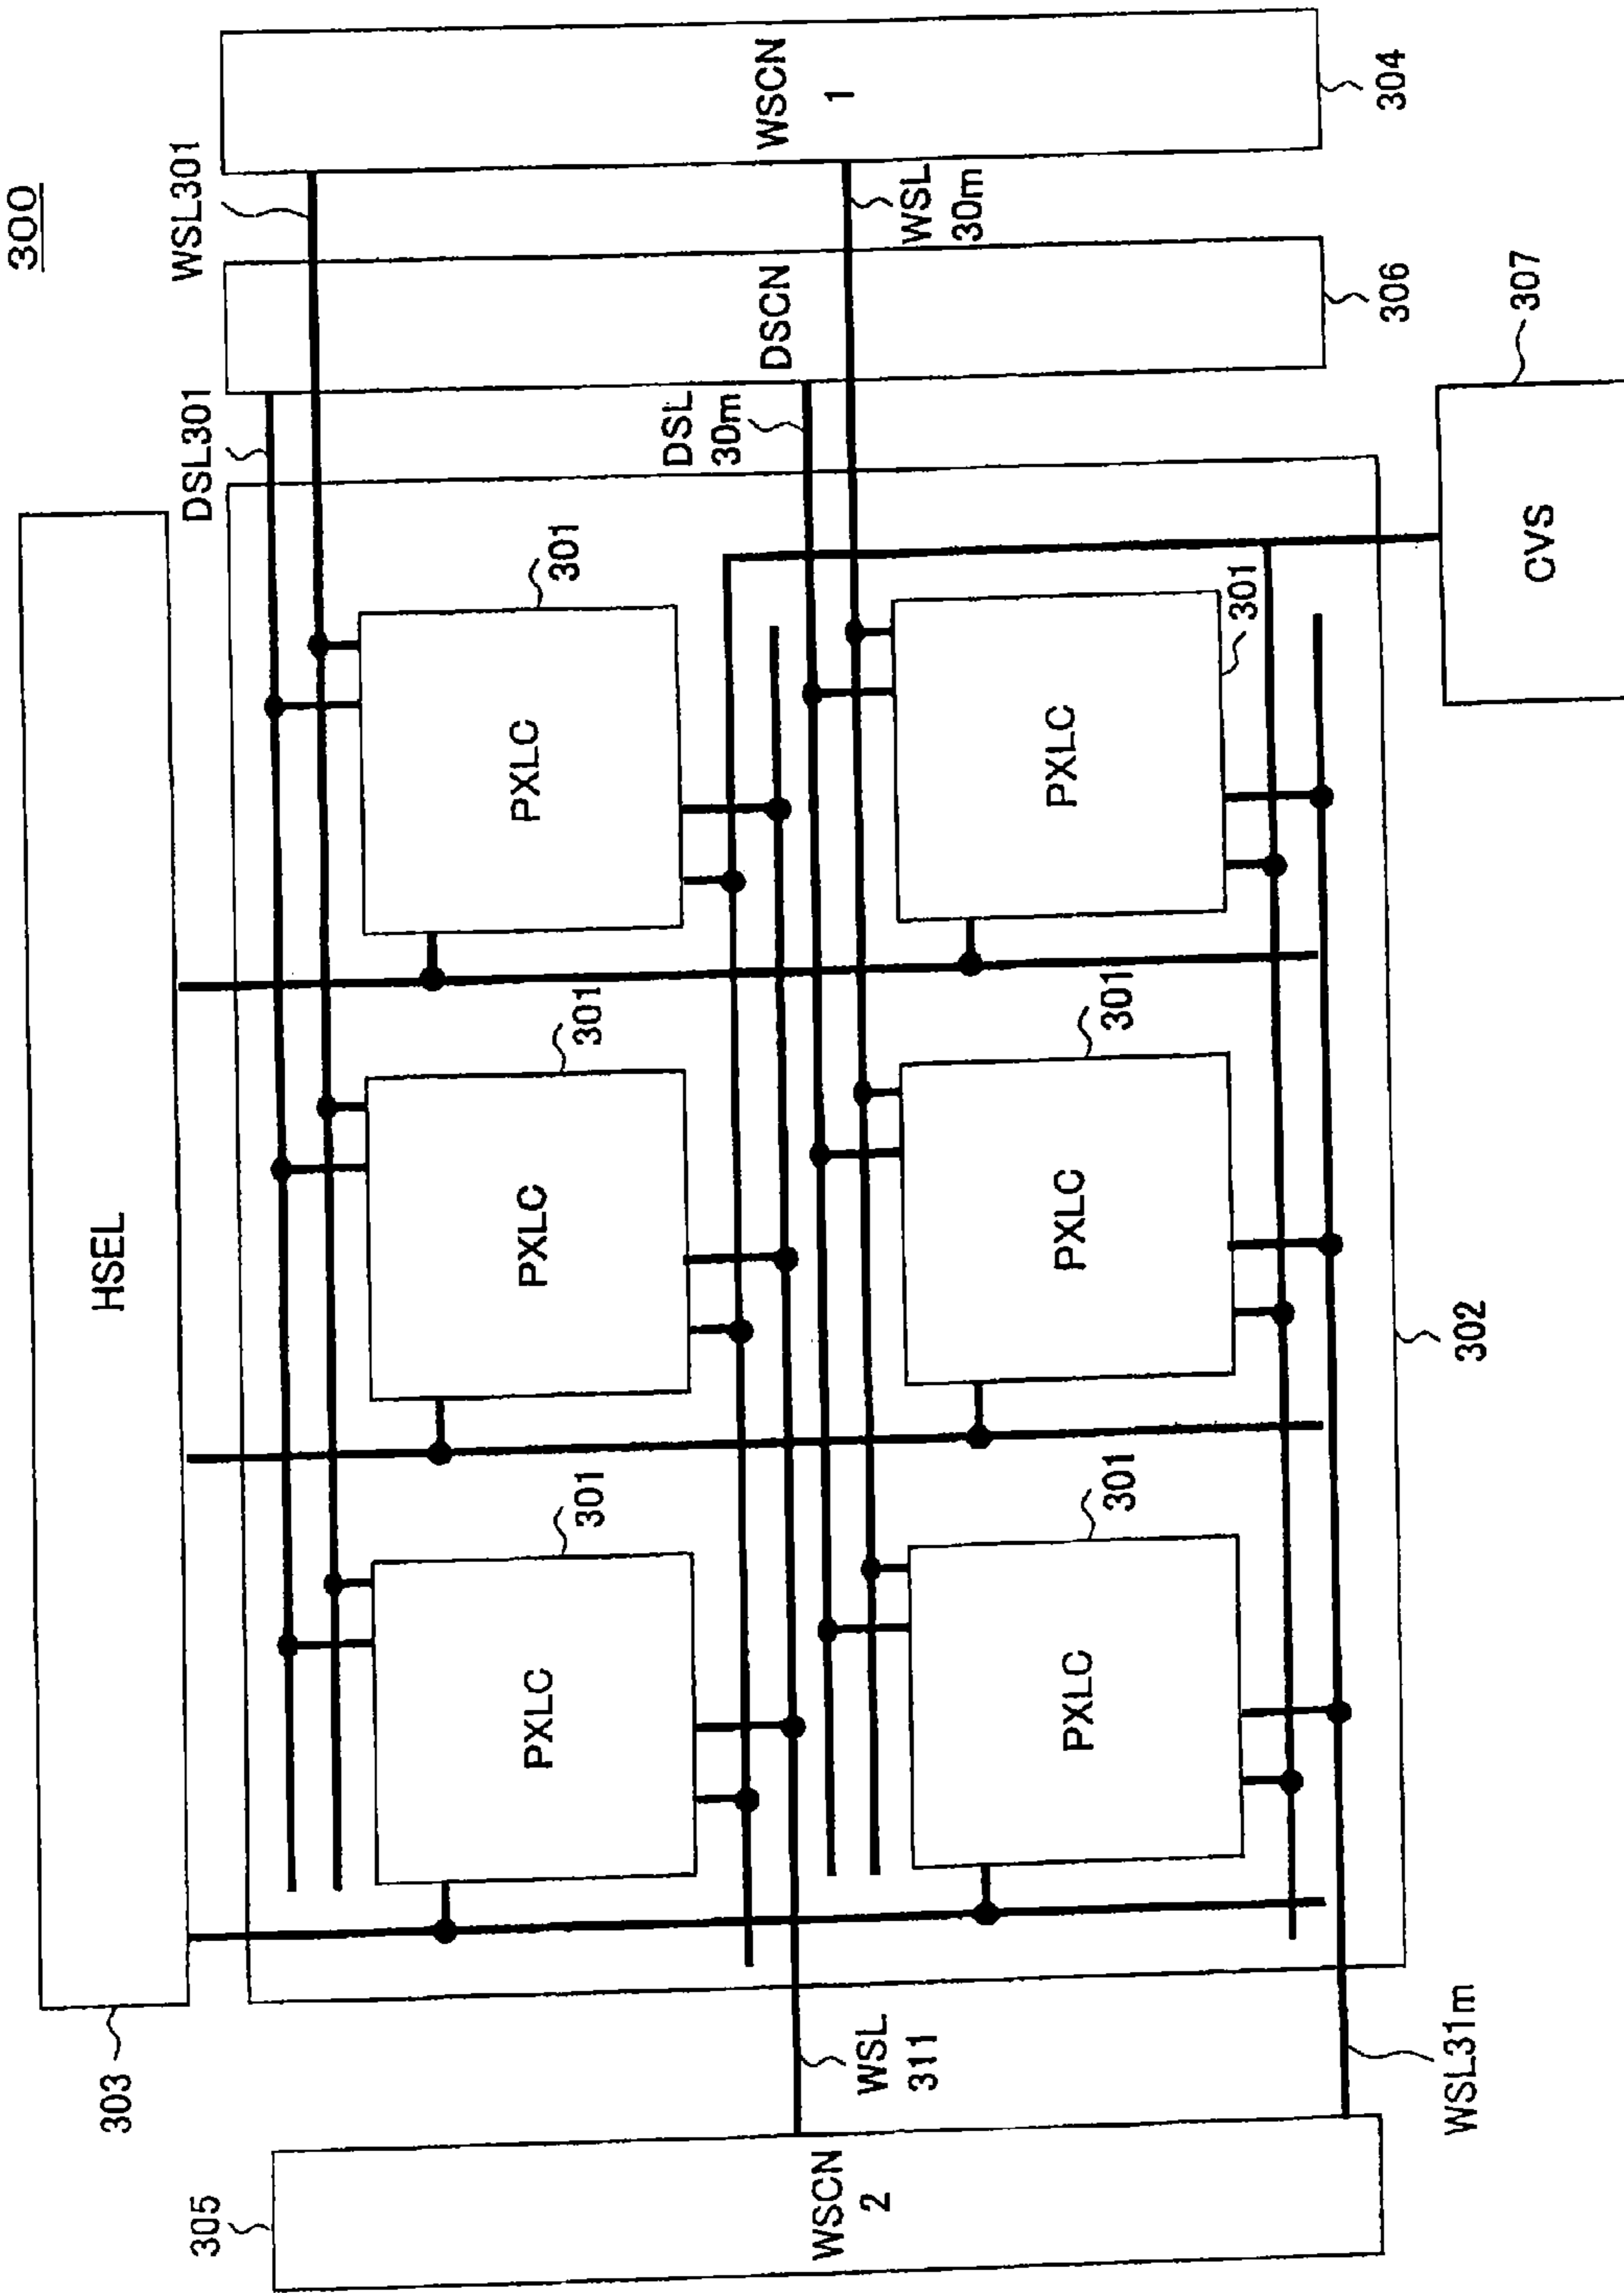 300
303
HSEL
DSL301
WSL301
305
301
301
301
PXLC
PXLC
PXLC
DSL
30m
DSCN
WSCN
1
WSCN
2
WSL
311
WSL
30m
PXLC
PXLC
PXLC
301
301
301
304
306
WSL31m
302
307
CVS